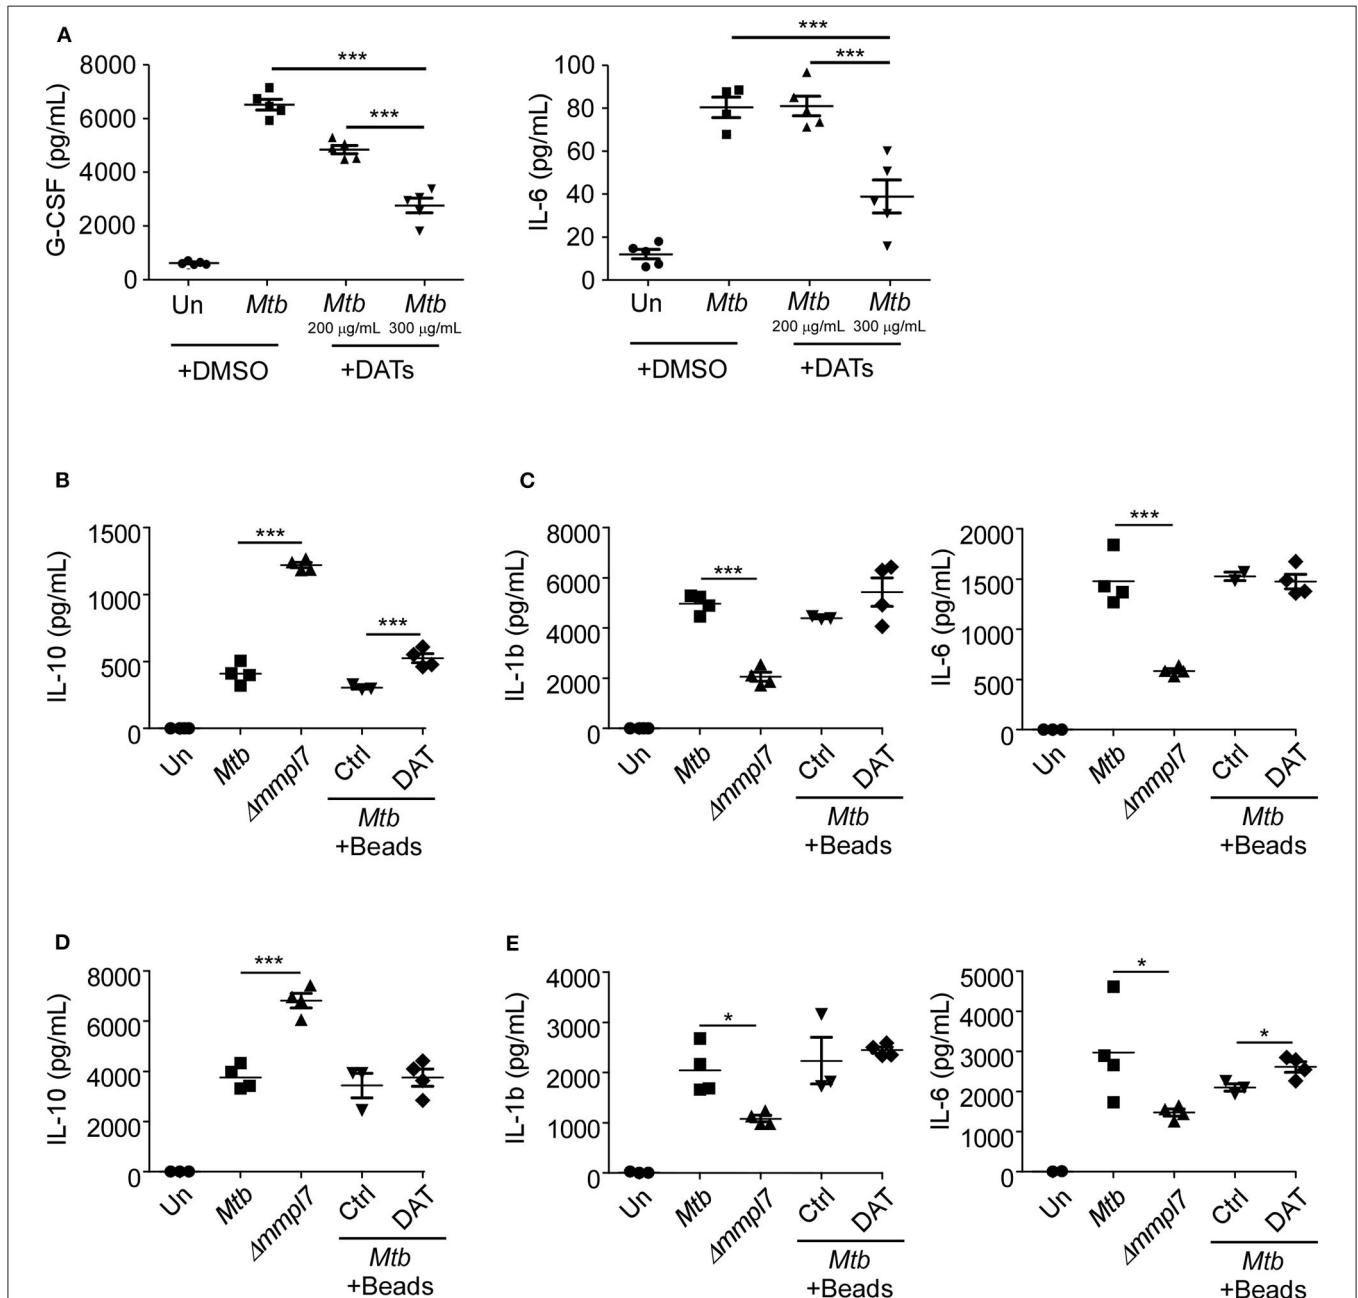 A
G-CSF (pg/mL)
8000
6000
4000
2000
0
***
***
Un
Mtb
Mtb
Mtb
200 µg/mL
300 µg/mL
+DMSO
+DATs
IL-6 (pg/mL)
100
80
60
40
20
0
***
***
Un
Mtb
Mtb
Mtb
200 µg/mL
300 µg/mL
+DMSO
+DATs
B
IL-10 (pg/mL)
1500
1000
500
0
***
***
Un
Mtb
Δmmpl7
Ctrl
DAT
Mtb
+Beads
C
IL-1b (pg/mL)
8000
6000
4000
2000
0
***
Un
Mtb
Δmmpl7
Ctrl
DAT
Mtb
+Beads
IL-6 (pg/mL)
2000
1500
1000
500
0
***
Un
Mtb
Δmmpl7
Ctrl
DAT
Mtb
+Beads
D
IL-10 (pg/mL)
8000
6000
4000
2000
0
***
Un
Mtb
Δmmpl7
Ctrl
DAT
Mtb
+Beads
E
IL-1b (pg/mL)
4000
3000
2000
1000
0
*
Un
Mtb
Δmmpl7
Ctrl
DAT
Mtb
+Beads
IL-6 (pg/mL)
5000
4000
3000
2000
1000
0
*
*
Un
Mtb
Δmmpl7
Ctrl
DAT
Mtb
+Beads